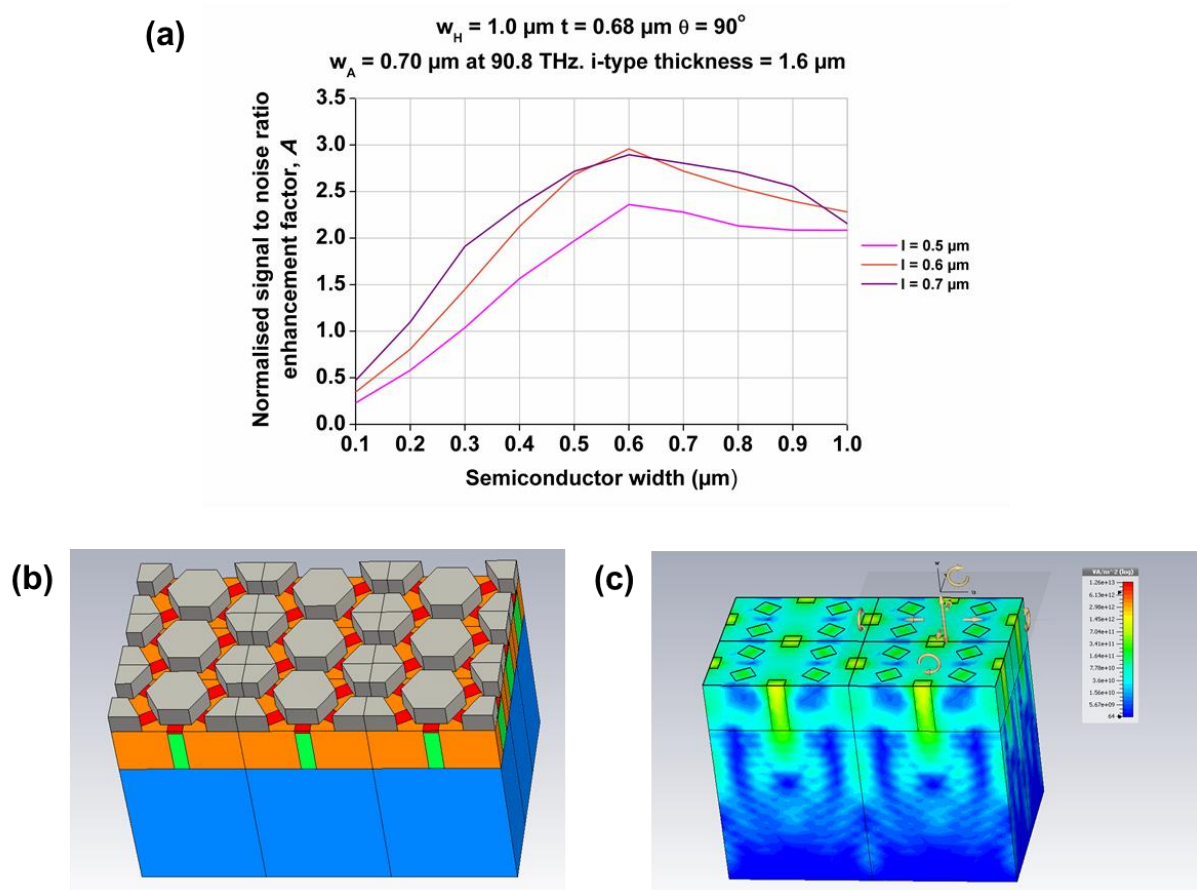 (a)
w_H = 1.0 µm t = 0.68 µm θ = 90°
w_A = 0.70 µm at 90.8 THz. i-type thickness = 1.6 µm
Normalised signal to noise ratio
enhancement factor, A
3.5
3.0
2.5
2.0
1.5
1.0
0.5
0.0
0.1 0.2 0.3 0.4 0.5 0.6 0.7 0.8 0.9 1.0
Semiconductor width (µm)
l = 0.5 µm
l = 0.6 µm
l = 0.7 µm
(b)
(c)
VA/m^2 (log)
1.26e+13
6.13e+12
2.98e+12
1.45e+12
7.04e+11
3.41e+11
1.64e+11
7.78e+10
3.6e+10
1.56e+10
5.67e+09
64